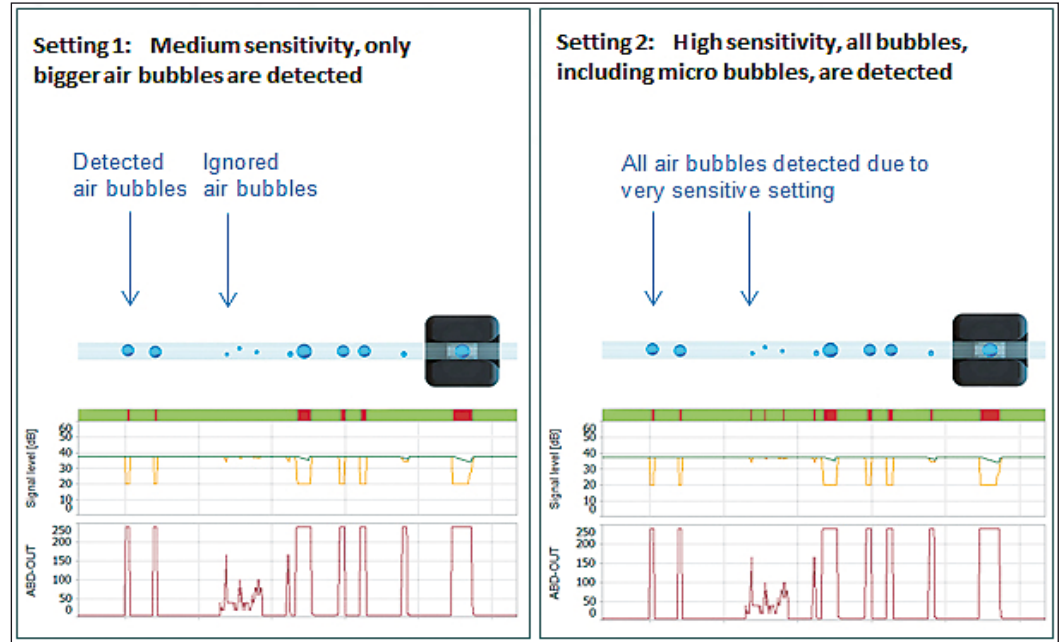 Setting 1: Medium sensitivity, only
bigger air bubbles are detected
Detected
air bubbles
Ignored
air bubbles
Signal level [dB]
60
50
40
30
20
10
0
ABD-OUT
250
200
150
100
50
0
Setting 2: High sensitivity, all bubbles,
including micro bubbles, are detected
All air bubbles detected due to
very sensitive setting
Signal level [dB]
60
50
40
30
20
10
0
ABD-OUT
250
200
150
100
50
0